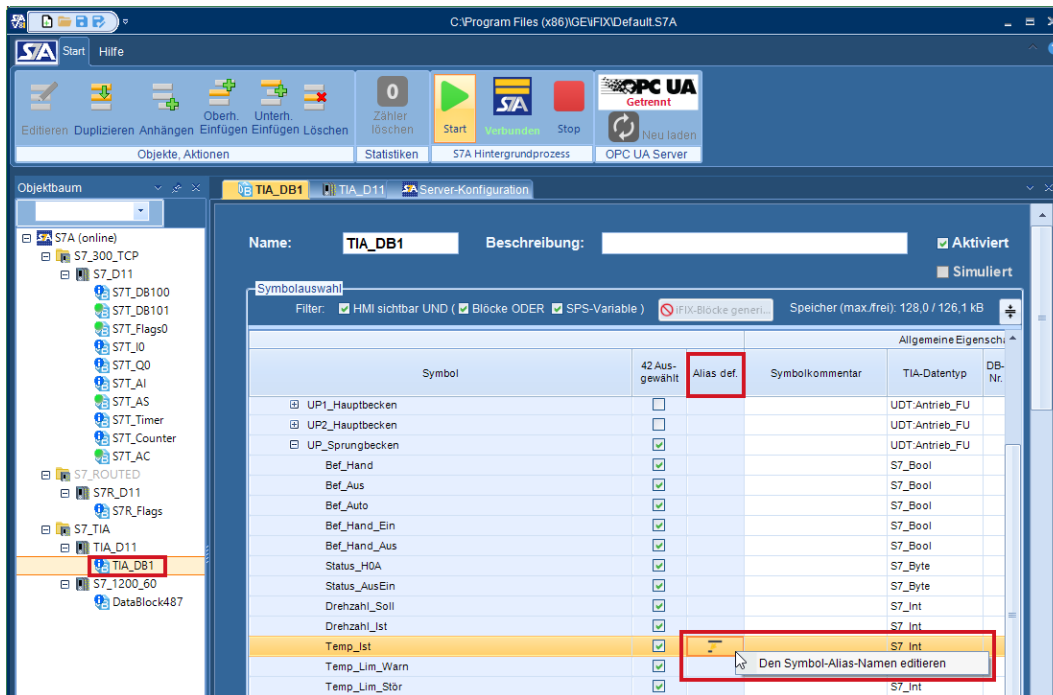 C:\Program Files (x86)\GE\iFIX\Default.S7A
S7A Start Hilfe
Editieren Duplizieren Anhängen Oberh. Einfügen Unterh. Einfügen Löschen
Objekte, Aktionen
0
Zähler löschen
Statistiken
Start S7A Verbunden Stop
S7A Hintergrundprozess
OPC UA
Getrennt
Neu laden
OPC UA Server
Objektbaum
S7A (online)
S7_300_TCP
S7_D11
S7T_DB100
S7T_DB101
S7T_Flags0
S7T_I0
S7T_Q0
S7T_AI
S7T_AS
S7T_Timer
S7T_Counter
S7T_AC
S7_ROUTED
S7R_D11
S7R_Flags
S7_TIA
TIA_D11
TIA_DB1
S7_1200_60
DataBlock487
TIA_DB1 TIA_D11 Server-Konfiguration
Name: TIA_DB1 Beschreibung: Aktiviert
Simuliert
Symbolauswahl
Filter: HMI sichtbar UND ( Blöcke ODER SPS-Variable ) iFIX-Blöcke generi... Speicher (max./frei): 128,0 / 126,1 kB
Allgemeine Eigensch
Symbol 42 Aus-gewählt Alias def. Symbolkommentar TIA-Datentyp DB-Nr.
UP1_Hauptbecken UDT:Antrieb_FU
UP2_Hauptbecken UDT:Antrieb_FU
UP_Sprungbecken UDT:Antrieb_FU
Bef_Hand S7_Bool
Bef_Aus S7_Bool
Bef_Auto S7_Bool
Bef_Hand_Ein S7_Bool
Bef_Hand_Aus S7_Bool
Status_H0A S7_Byte
Status_AusEin S7_Byte
Drehzahl_Soll S7_Int
Drehzahl_Ist S7_Int
Temp_Ist S7_Int
Temp_Lim_Warn
Den Symbol-Alias-Namen editieren
Temp_Lim_Stör S7_Int